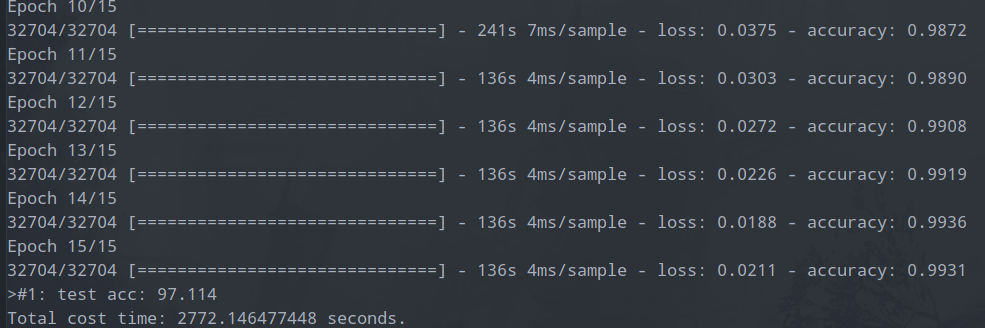 Epoch 10/15
32704/32704 [==============================] - 241s 7ms/sample - loss: 0.0375 - accuracy: 0.9872
Epoch 11/15
32704/32704 [==============================] - 136s 4ms/sample - loss: 0.0303 - accuracy: 0.9890
Epoch 12/15
32704/32704 [==============================] - 136s 4ms/sample - loss: 0.0272 - accuracy: 0.9908
Epoch 13/15
32704/32704 [==============================] - 136s 4ms/sample - loss: 0.0226 - accuracy: 0.9919
Epoch 14/15
32704/32704 [==============================] - 136s 4ms/sample - loss: 0.0188 - accuracy: 0.9936
Epoch 15/15
32704/32704 [==============================] - 136s 4ms/sample - loss: 0.0211 - accuracy: 0.9931
>#1: test acc: 97.114
Total cost time: 2772.146477448 seconds.